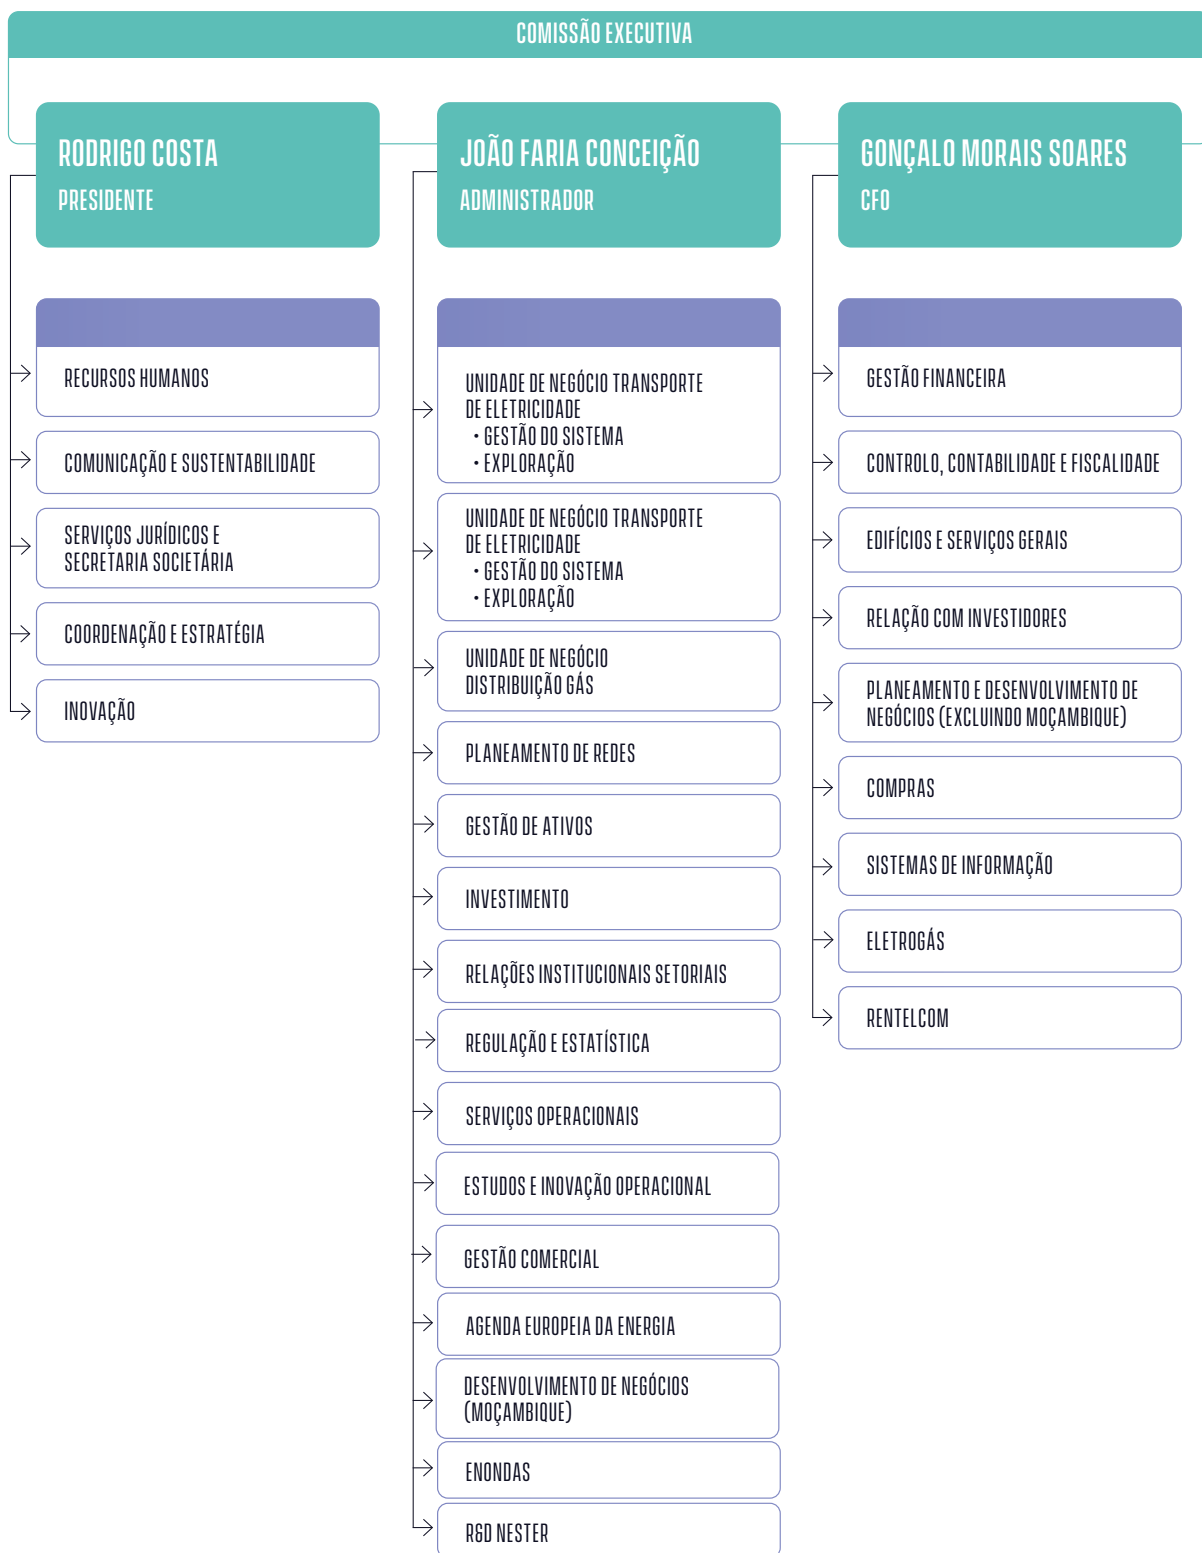 COMISSÃO EXECUTIVA
RODRIGO COSTA
PRESIDENTE
RECURSOS HUMANOS
COMUNICAÇÃO E SUSTENTABILIDADE
SERVIÇOS JURÍDICOS E
SECRETARIA SOCIETÁRIA
COORDENAÇÃO E ESTRATÉGIA
INOVAÇÃO
JOÃO FARIA CONCEIÇÃO
ADMINISTRADOR
UNIDADE DE NEGÓCIO TRANSPORTE
DE ELETRICIDADE
• GESTÃO DO SISTEMA
• EXPLORAÇÃO
UNIDADE DE NEGÓCIO TRANSPORTE
DE ELETRICIDADE
• GESTÃO DO SISTEMA
• EXPLORAÇÃO
UNIDADE DE NEGÓCIO
DISTRIBUIÇÃO GÁS
PLANEAMENTO DE REDES
GESTÃO DE ATIVOS
INVESTIMENTO
RELAÇÕES INSTITUCIONAIS SETORIAIS
REGULAÇÃO E ESTATÍSTICA
SERVIÇOS OPERACIONAIS
ESTUDOS E INOVAÇÃO OPERACIONAL
GESTÃO COMERCIAL
AGENDA EUROPEIA DA ENERGIA
DESENVOLVIMENTO DE NEGÓCIOS
(MOÇAMBIQUE)
ENONDAS
R&D NESTER
GONÇALO MORAIS SOARES
CFO
GESTÃO FINANCEIRA
CONTROLO, CONTABILIDADE E FISCALIDADE
EDIFÍCIOS E SERVIÇOS GERAIS
RELAÇÃO COM INVESTIDORES
PLANEAMENTO E DESENVOLVIMENTO DE
NEGÓCIOS (EXCLUINDO MOÇAMBIQUE)
COMPRAS
SISTEMAS DE INFORMAÇÃO
ELETROGÁS
RENTELCOM